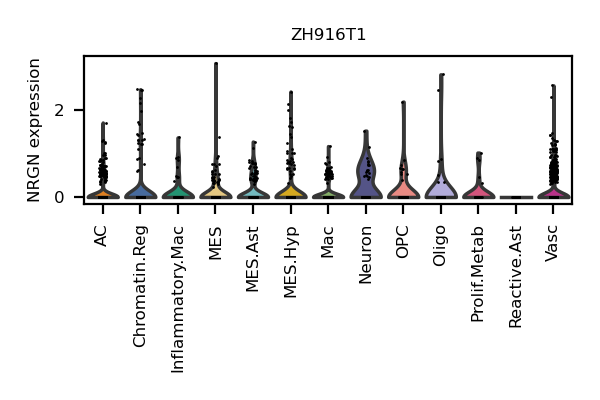 ZH916T1
NRGN expression
2
0
AC
Chromatin.Reg
Inflammatory.Mac
MES
MES.Ast
MES.Hyp
Mac
Neuron
OPC
Oligo
Prolif.Metab
Reactive.Ast
Vasc